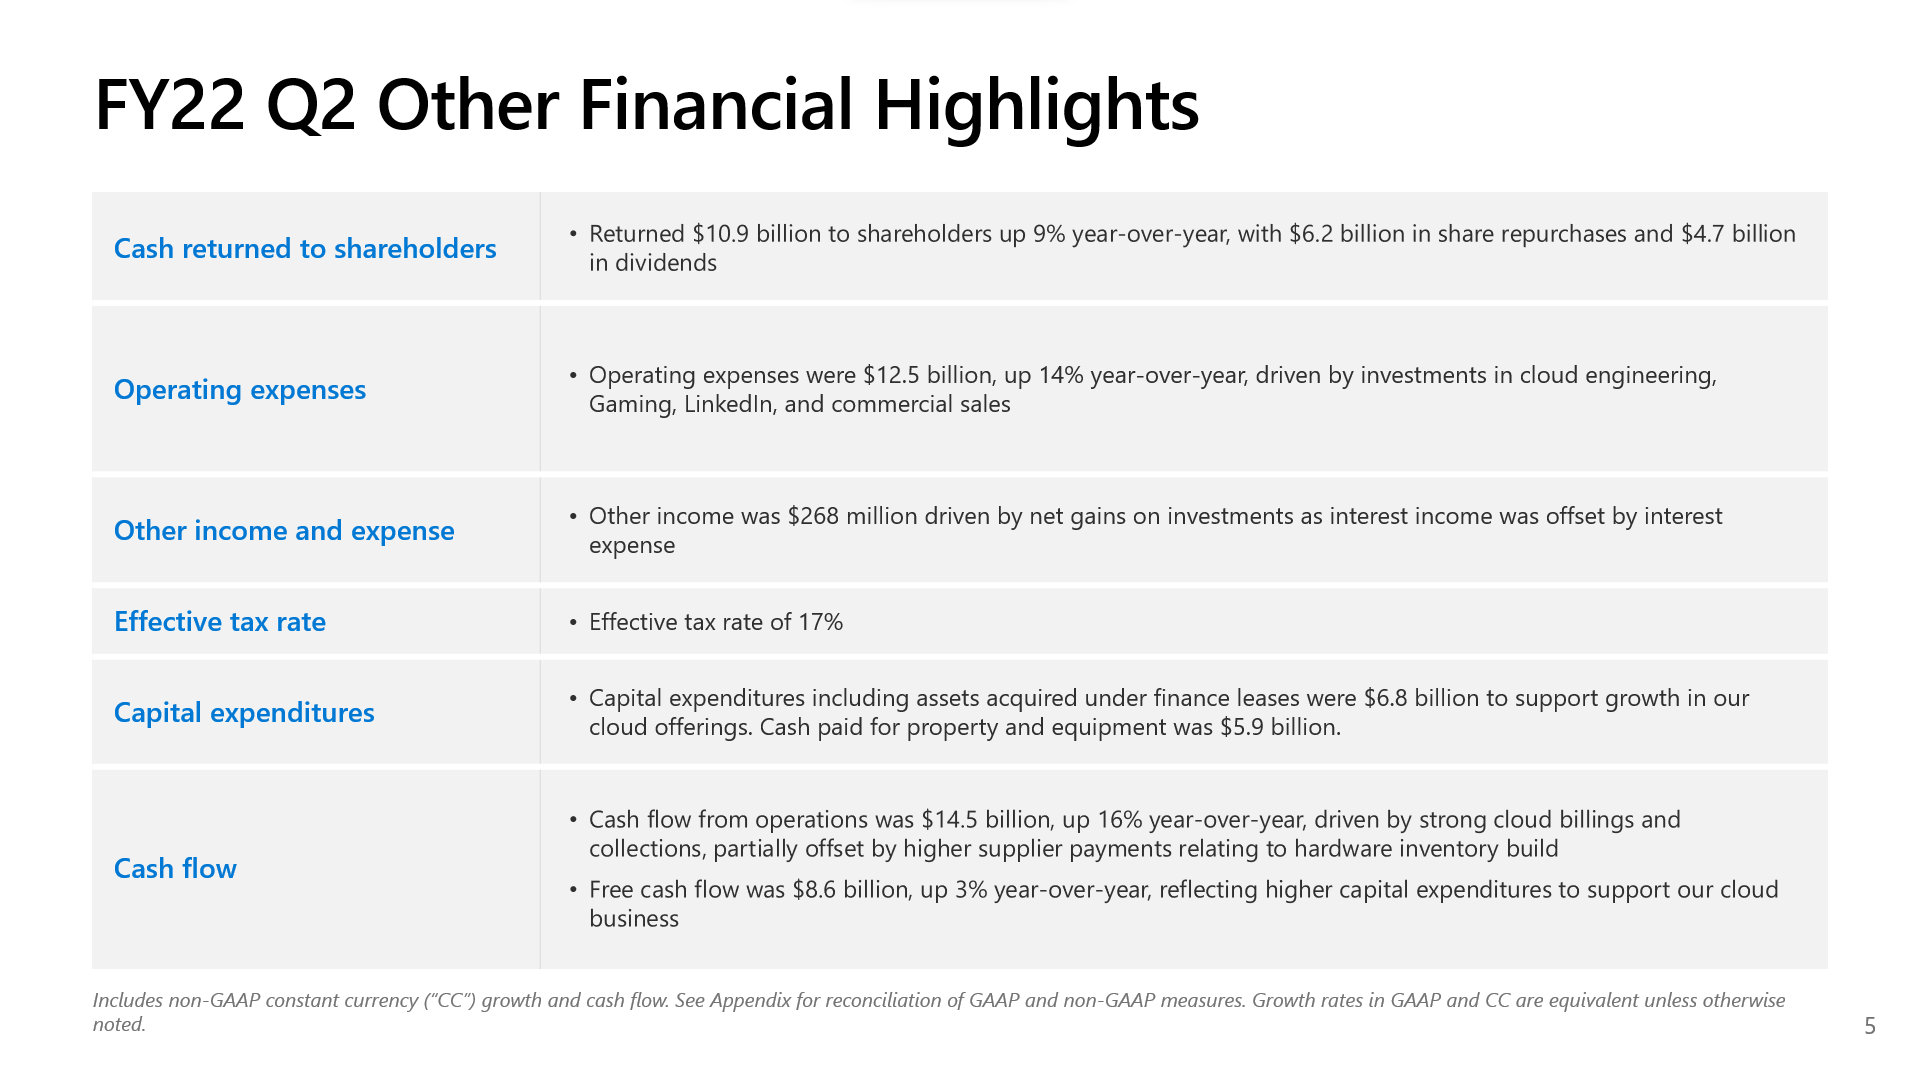 FY22 Q2 Other Financial Highlights
Cash returned to shareholders
• Returned $10.9 billion to shareholders up 9% year-over-year, with $6.2 billion in share repurchases and $4.7 billion
in dividends
Operating expenses
• Operating expenses were $12.5 billion, up 14% year-over-year, driven by investments in cloud engineering,
Gaming, LinkedIn, and commercial sales
Other income and expense
• Other income was $268 million driven by net gains on investments as interest income was offset by interest
expense
Effective tax rate
• Effective tax rate of 17%
Capital expenditures
• Capital expenditures including assets acquired under finance leases were $6.8 billion to support growth in our
cloud offerings. Cash paid for property and equipment was $5.9 billion.
Cash flow
• Cash flow from operations was $14.5 billion, up 16% year-over-year, driven by strong cloud billings and
collections, partially offset by higher supplier payments relating to hardware inventory build
• Free cash flow was $8.6 billion, up 3% year-over-year, reflecting higher capital expenditures to support our cloud
business
Includes non-GAAP constant currency (“CC”) growth and cash flow. See Appendix for reconciliation of GAAP and non-GAAP measures. Growth rates in GAAP and CC are equivalent unless otherwise
noted.
5